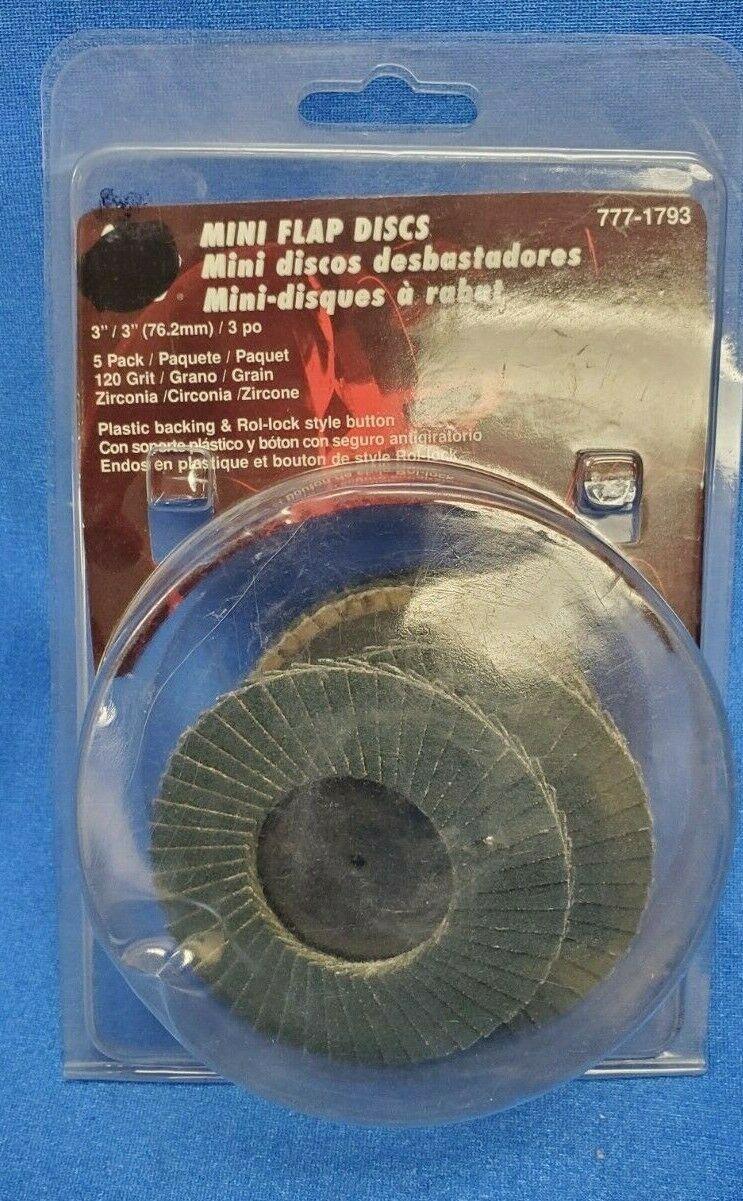 MINI FLAP DISCS
777-1793
Mini discos desbastadores
Mini-disques à rabat
®
3" / 3" (76.2mm) / 3 po
5 Pack / Paquete / Paquet
120 Grit / Grano / Grain
Zirconia /Circonia /Zircone
Plastic backing & Rol-lock style button
Con soporte plástico y bóton con seguro antigiratorio
Endos en plastique et bouton de style Rol-lock